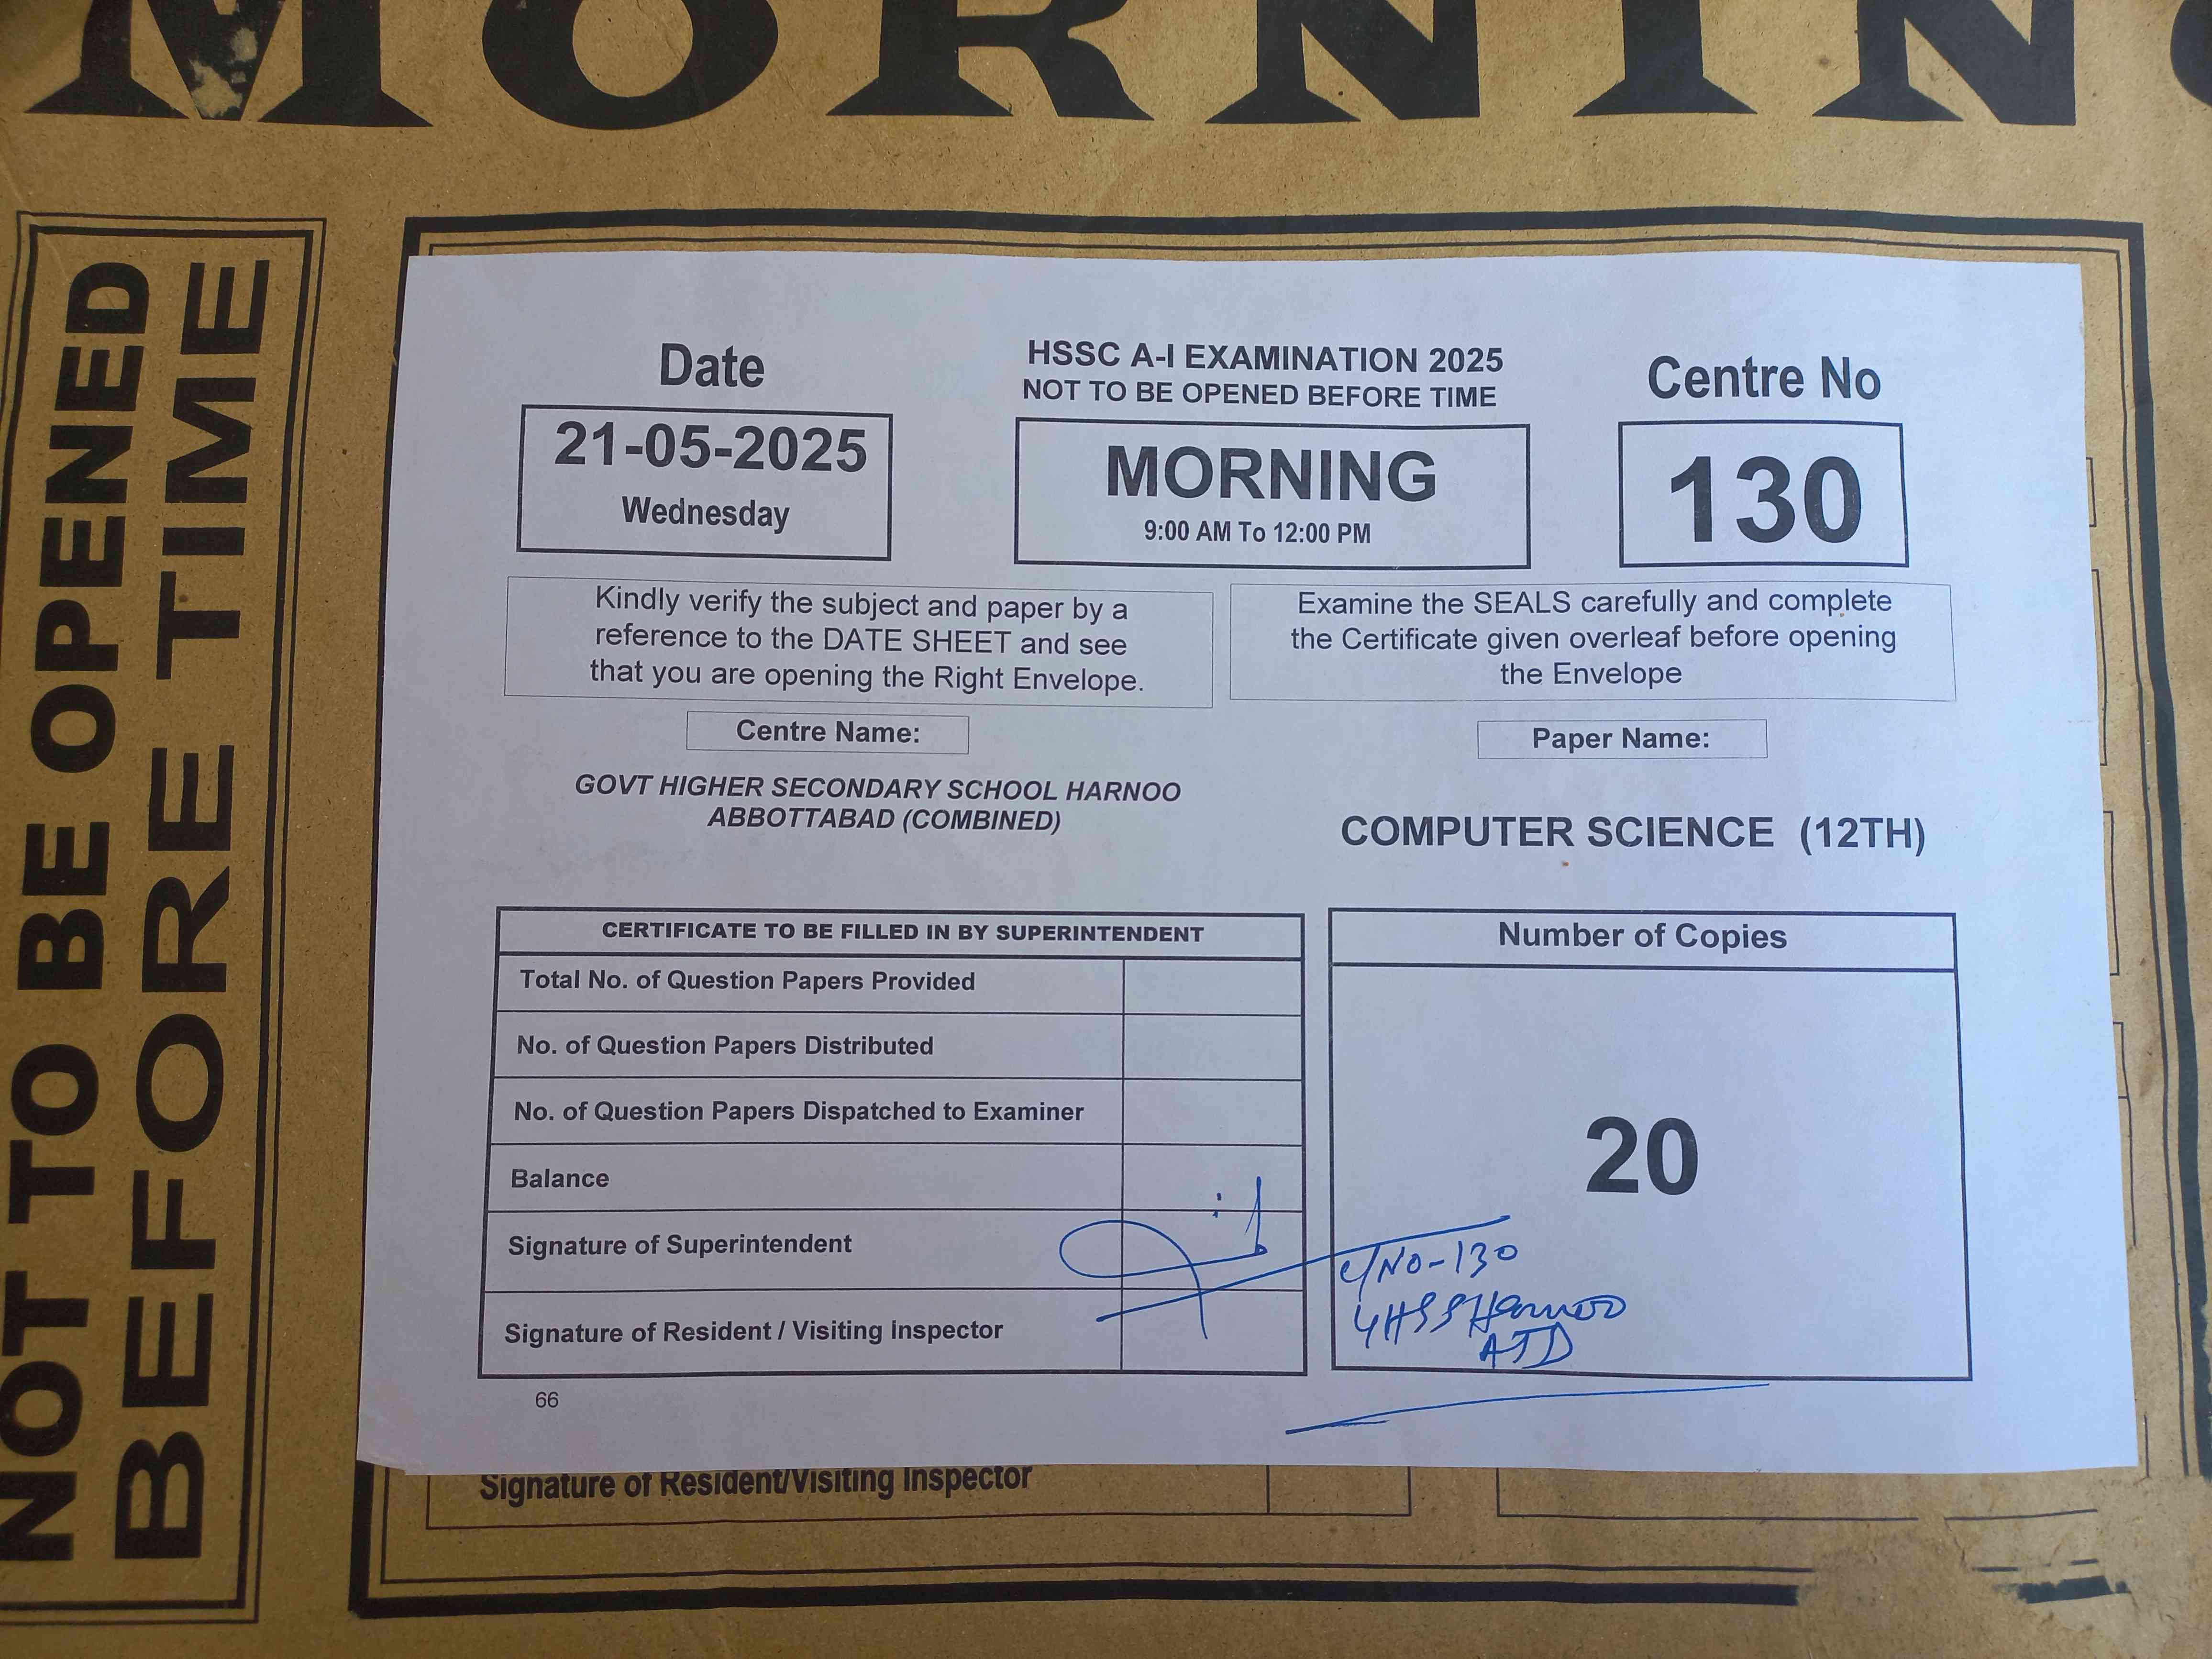 MORNING
NOT TO BE OPENED
BEFORE TIME
Date
21-05-2025
Wednesday
HSSC A-I EXAMINATION 2025
NOT TO BE OPENED BEFORE TIME
MORNING
9:00 AM To 12:00 PM
Centre No
130
Kindly verify the subject and paper by a
reference to the DATE SHEET and see
that you are opening the Right Envelope.
Examine the SEALS carefully and complete
the Certificate given overleaf before opening
the Envelope
Centre Name:
GOVT HIGHER SECONDARY SCHOOL HARNOO
ABBOTTABAD (COMBINED)
Paper Name:
COMPUTER SCIENCE (12TH)
CERTIFICATE TO BE FILLED IN BY SUPERINTENDENT
Total No. of Question Papers Provided
No. of Question Papers Distributed
No. of Question Papers Dispatched to Examiner
Balance
Signature of Superintendent
Signature of Resident / Visiting Inspector
Number of Copies
20
C/NO-130
GHSS Harnoo
ATD
66
Signature of Resident/Visiting Inspector